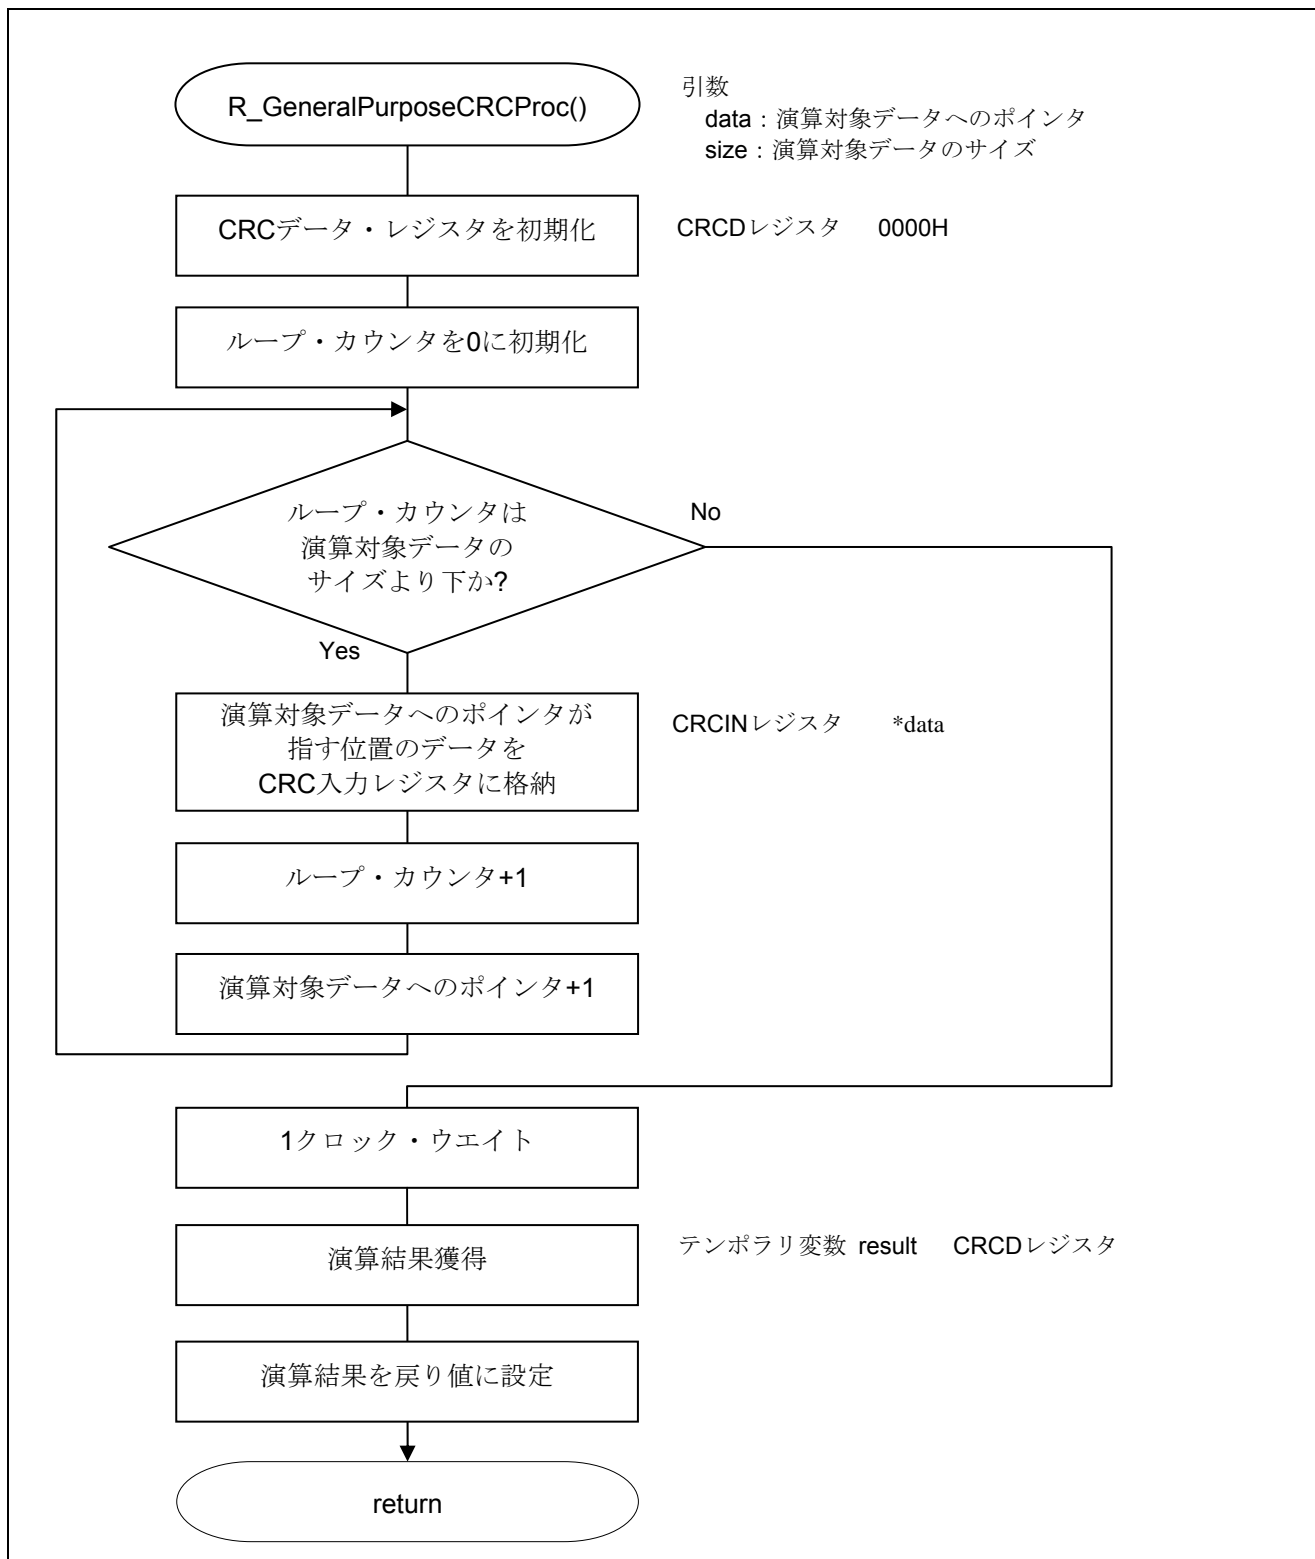 R_GeneralPurposeCRCProc()
引数
data：演算対象データへのポインタ
size：演算対象データのサイズ
CRCデータ・レジスタを初期化
CRCDレジスタ 0000H
ループ・カウンタを0に初期化
ループ・カウンタは
演算対象データの
サイズより下か?
No
Yes
演算対象データへのポインタが
指す位置のデータを
CRC入力レジスタに格納
CRCINレジスタ *data
ループ・カウンタ+1
演算対象データへのポインタ+1
1クロック・ウエイト
演算結果獲得
テンポラリ変数 result CRCDレジスタ
演算結果を戻り値に設定
return